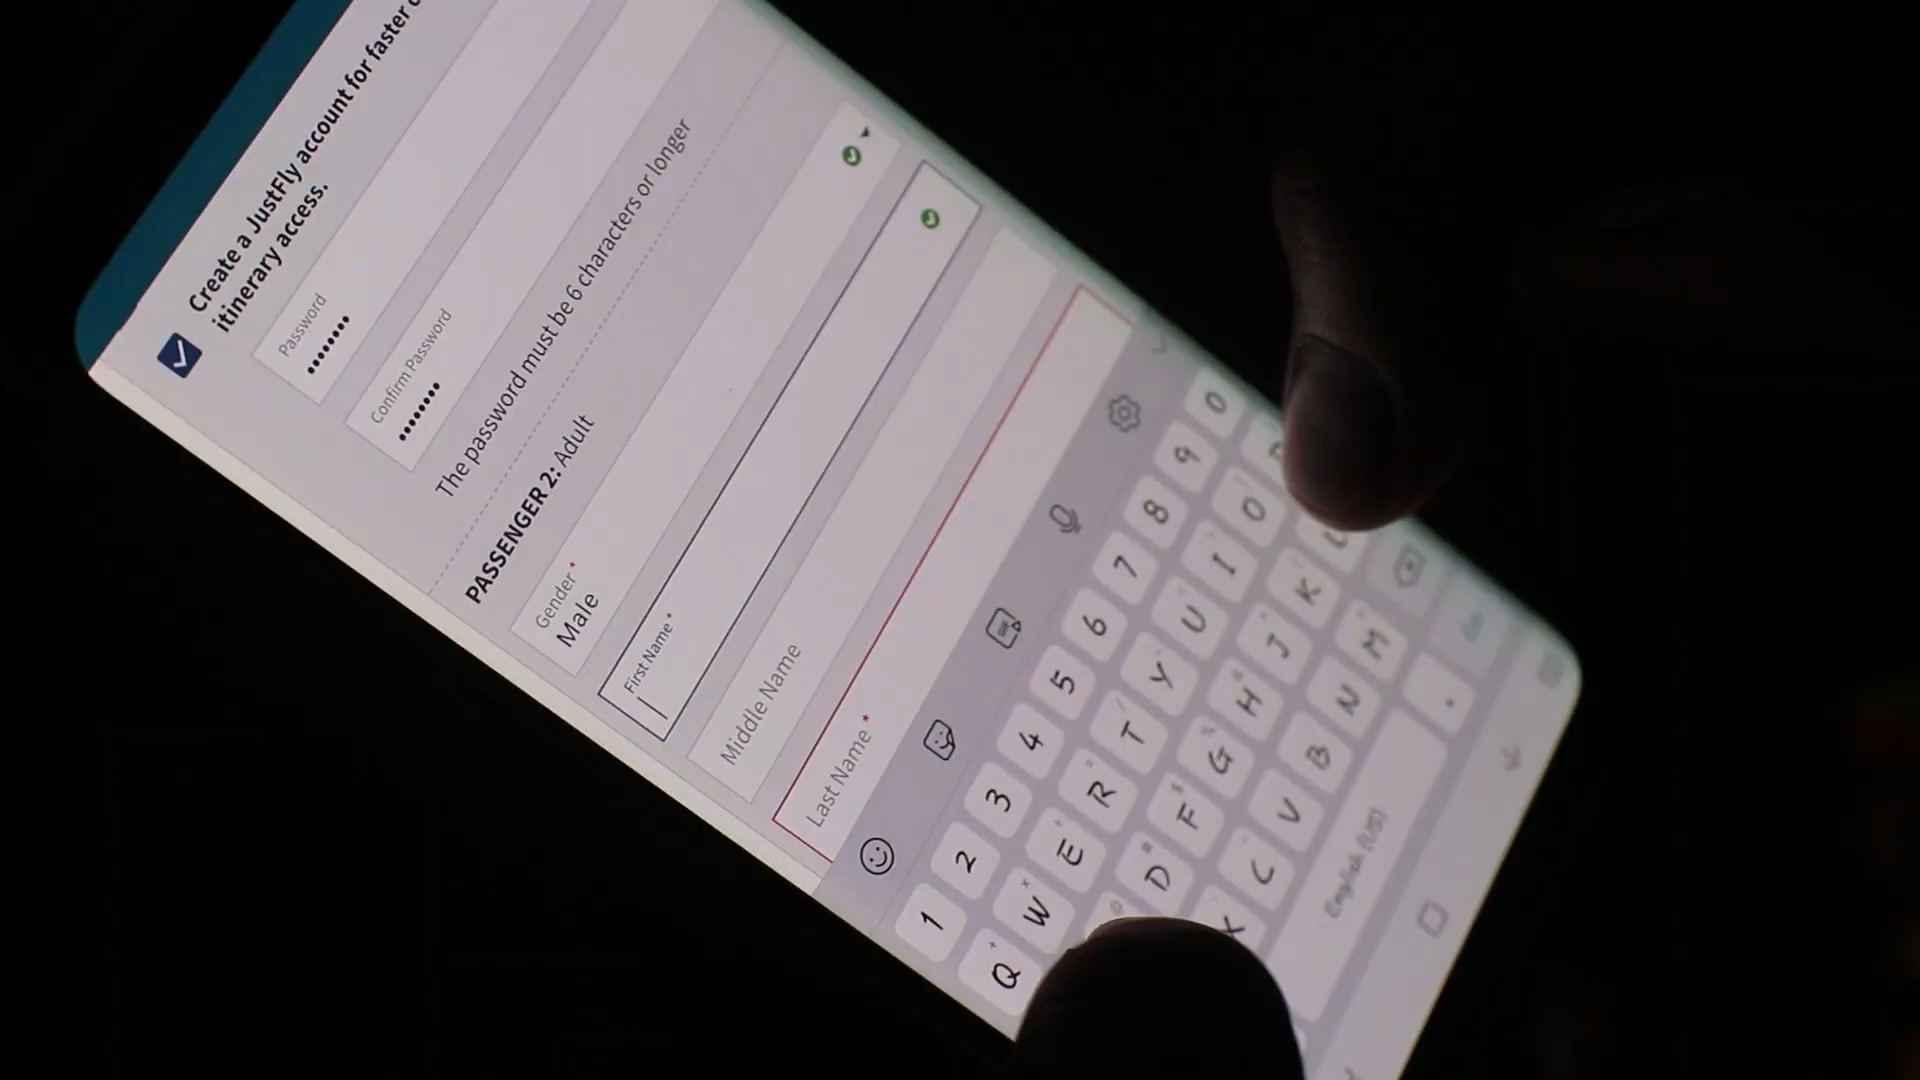 Create a JustFly account for faster
itinerary access.
Password
••••••••
Confirm Password
••••••••
The password must be 6 characters or longer
PASSENGER 2: Adult
Gender *
Male
First Name *
Middle Name
Last Name *
GIF
1 2 3 4 5 6 7 8 9 0
Q W E R T Y U I O
D F G H J K L
X C V B N M
English (US) .